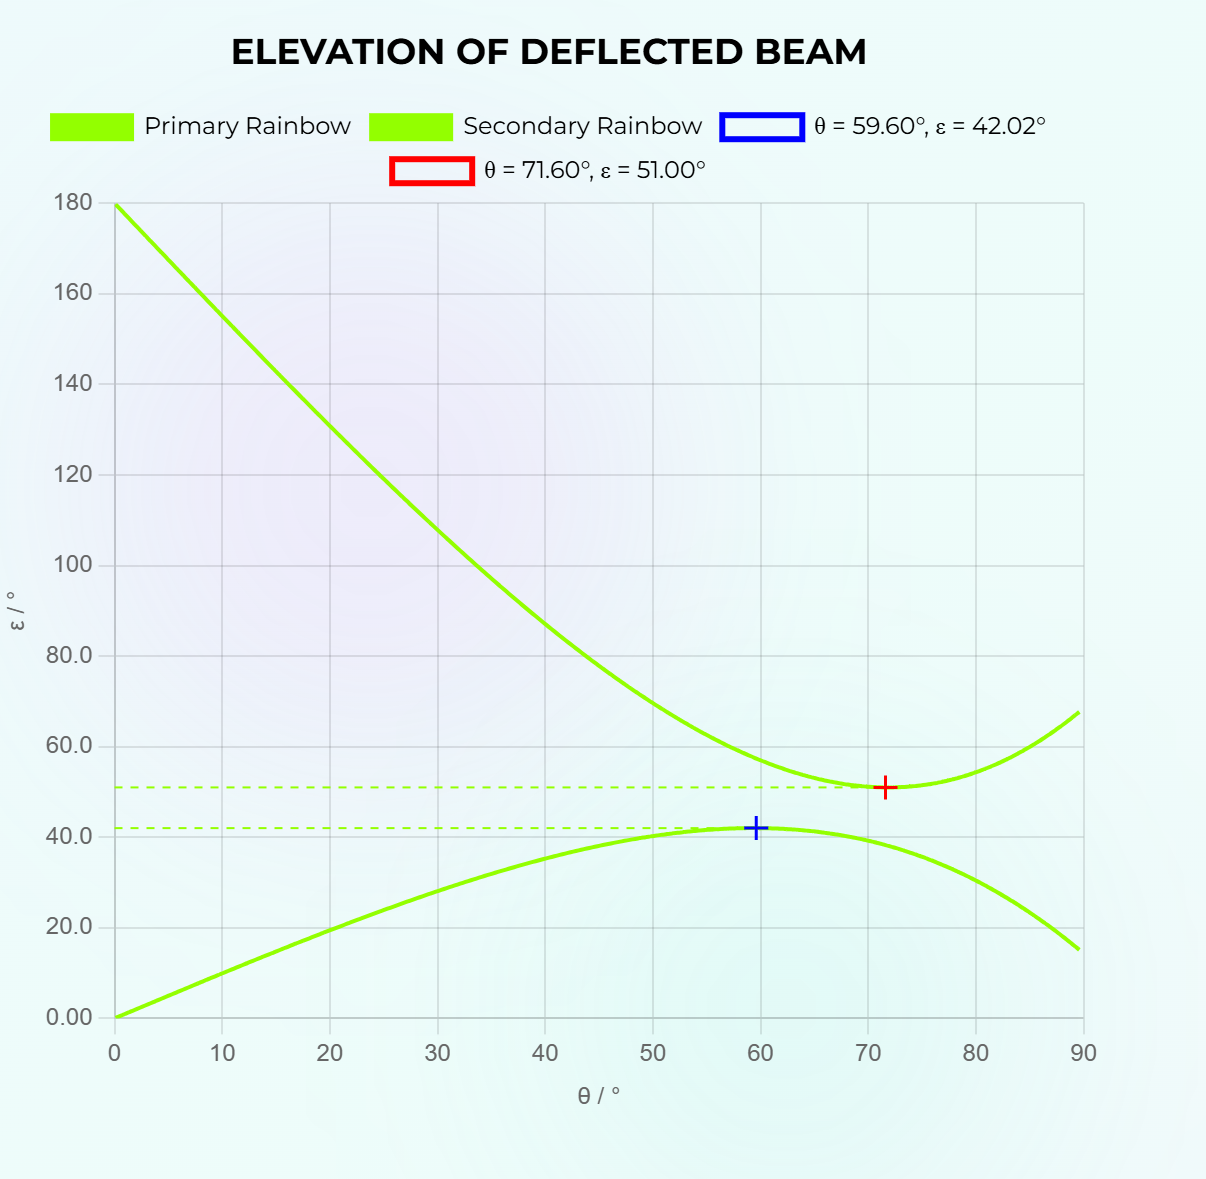 ELEVATION OF DEFLECTED BEAM
Primary Rainbow
Secondary Rainbow
θ = 59.60°, ε = 42.02°
θ = 71.60°, ε = 51.00°
180
160
140
120
100
80.0
60.0
40.0
20.0
0.00
ε / °
0 10 20 30 40 50 60 70 80 90
θ / °